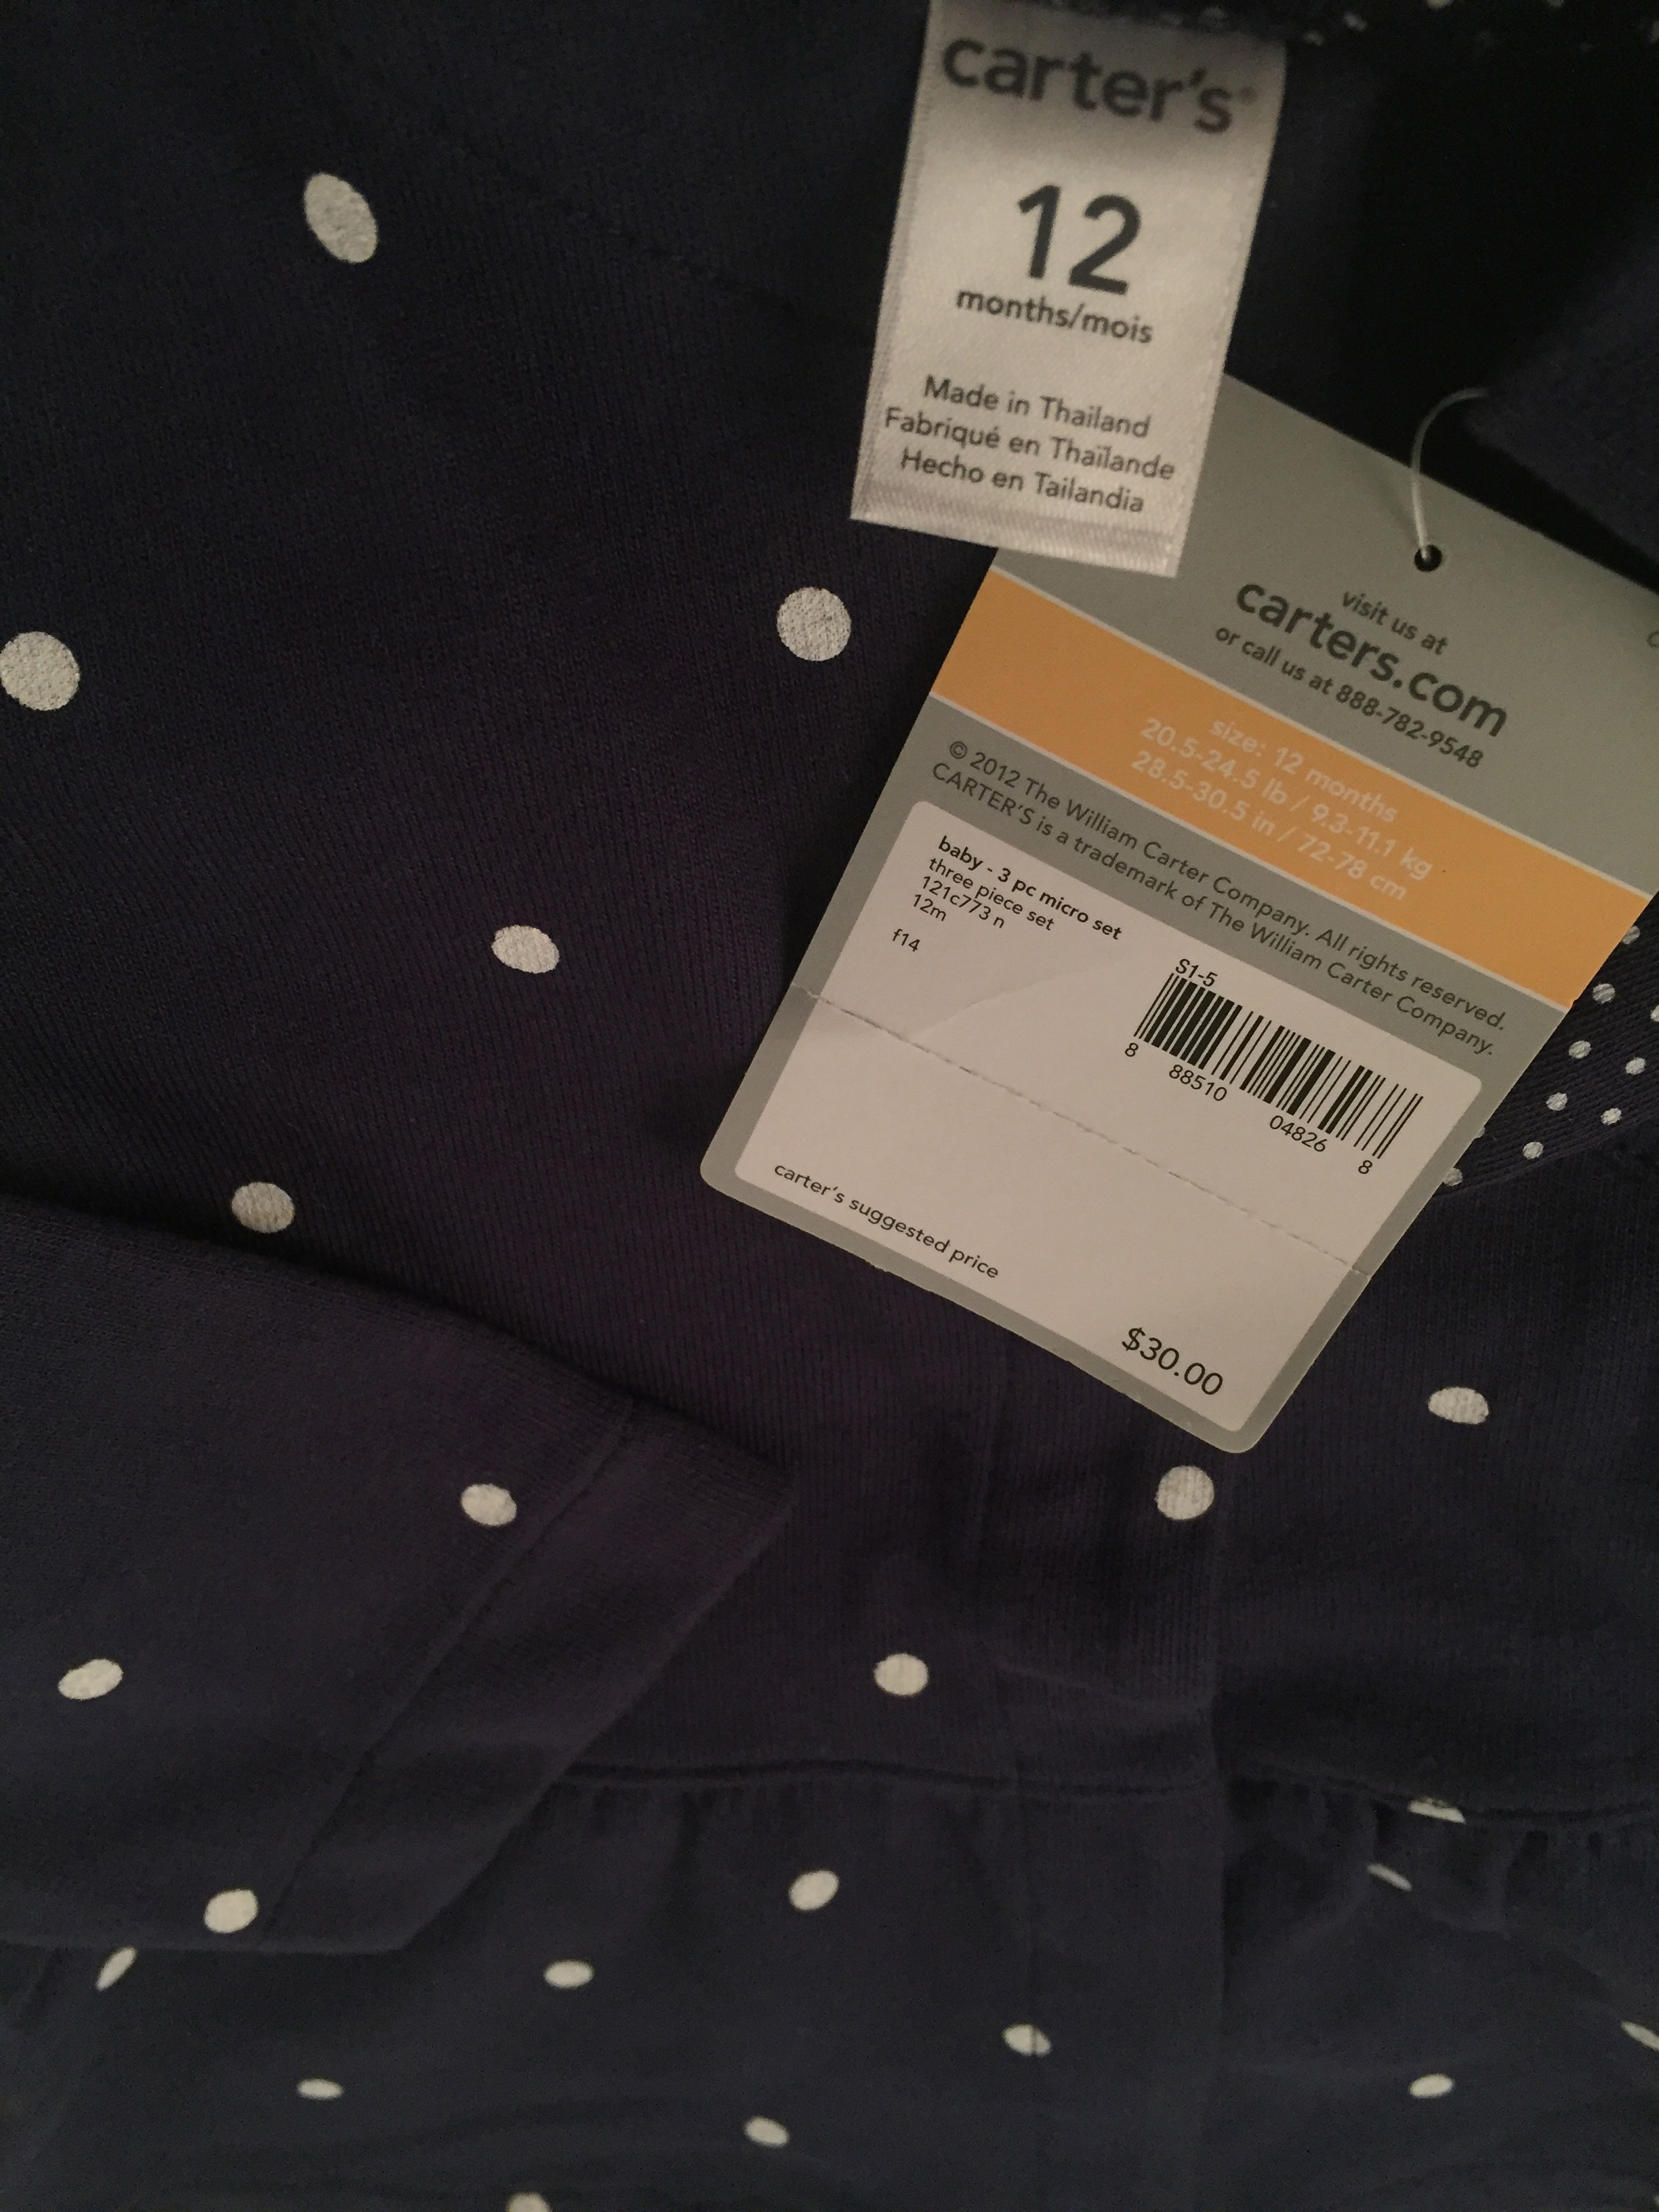 carter's®
12
months/mois
Made in Thailand
Fabriqué en Thaïlande
Hecho en Tailandia
visit us at
carters.com
or call us at 888-782-9548
size: 12 months
20.5-24.5 lb / 9.3-11.1 kg
28.5-30.5 in / 72-78 cm
© 2012 The William Carter Company. All rights reserved.
CARTER'S is a trademark of The William Carter Company.
baby - 3 pc micro set
three piece set
121c773 n
12m
f14
S1-5
8 88510 04826 8
carter's suggested price
$30.00